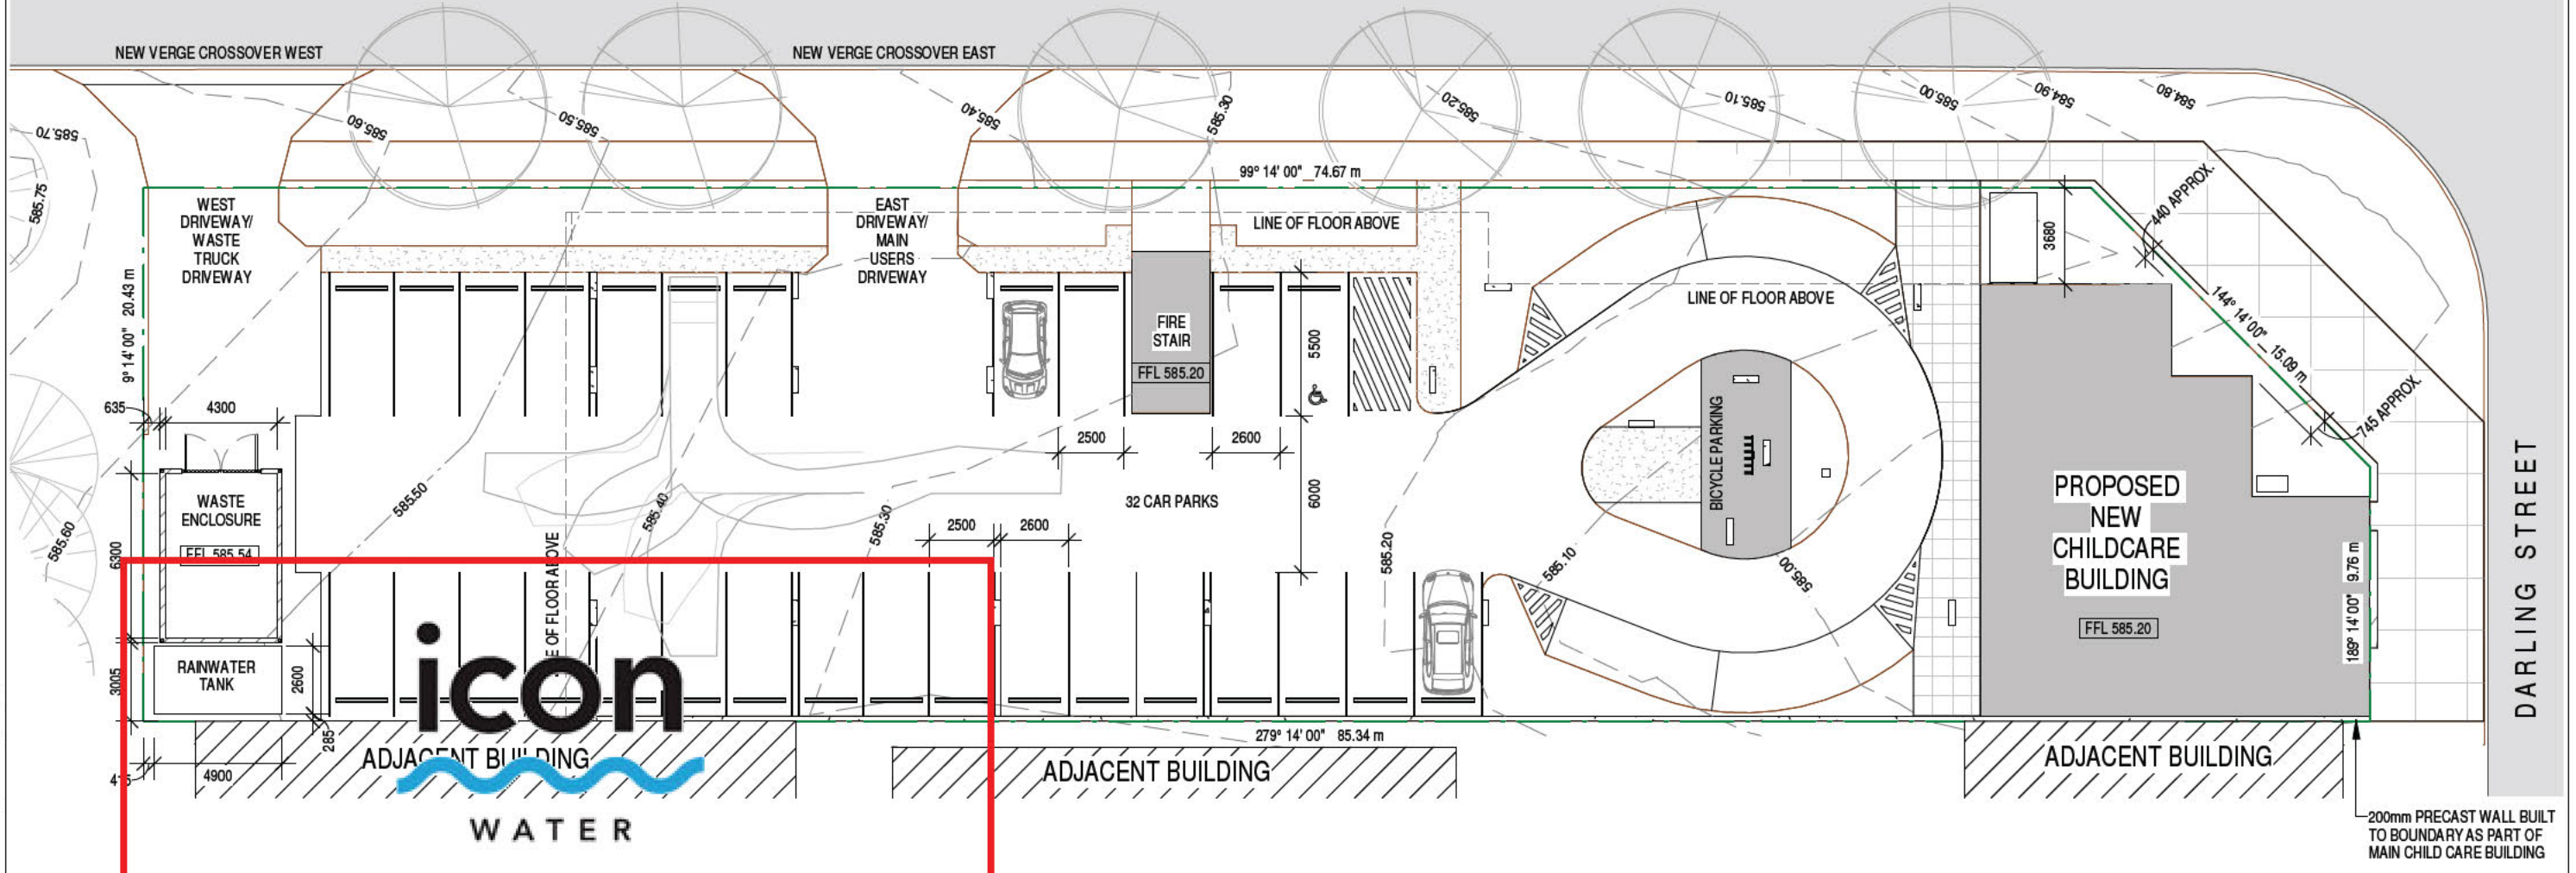 NEW VERGE CROSSOVER WEST
NEW VERGE CROSSOVER EAST
585.70
585.75
585.60
585.50
585.40
585.30
585.20
585.10
585.00
584.90
584.80
99° 14' 00" 74.67 m
WEST
DRIVEWAY/
WASTE
TRUCK
DRIVEWAY
EAST
DRIVEWAY/
MAIN
USERS
DRIVEWAY
LINE OF FLOOR ABOVE
LINE OF FLOOR ABOVE
3680
440 APPROX.
144° 14' 00" 15.09 m
745 APPROX.
9° 14' 00" 20.43 m
FIRE
STAIR
FFL 585.20
5500
635
4300
2500
2600
6000
BICYCLE PARKING
WASTE
ENCLOSURE
FFL 585.54
585.60
6300
585.50
585.40
585.30
32 CAR PARKS
2500
2600
585.20
585.10
585.00
PROPOSED
NEW
CHILDCARE
BUILDING
FFL 585.20
189° 14' 00" 9.76 m
DARLING STREET
E OF FLOOR ABOVE
RAINWATER
TANK
3005
2600
285
415
4900
icon
WATER
ADJACENT BUILDING
279° 14' 00" 85.34 m
ADJACENT BUILDING
ADJACENT BUILDING
200mm PRECAST WALL BUILT
TO BOUNDARY AS PART OF
MAIN CHILD CARE BUILDING